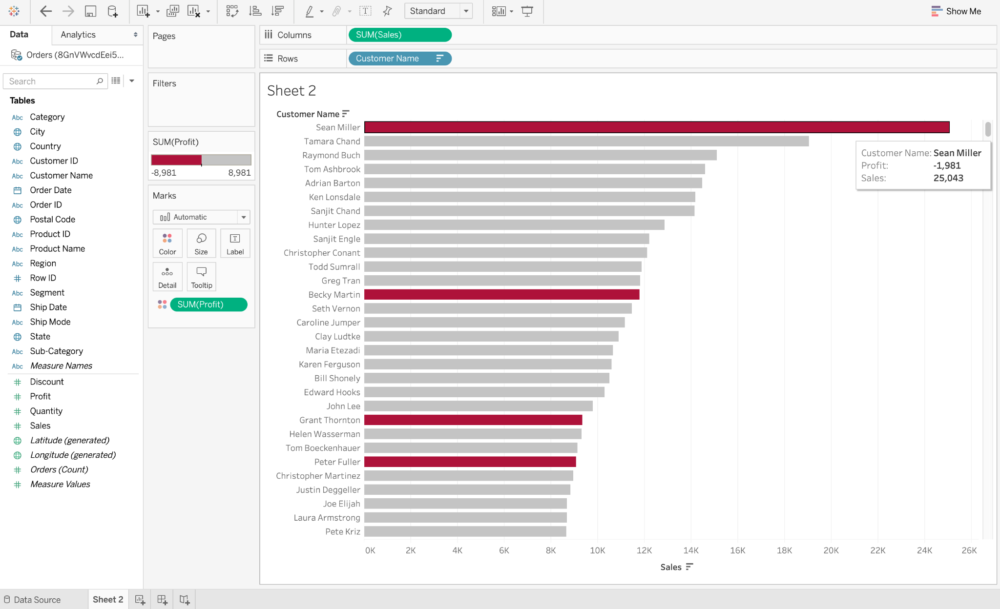 Standard
Show Me
Data
Analytics
Orders (8GnVWvcdEei5...
Search
Tables
Abc Category
City
Country
Abc Customer ID
Abc Customer Name
Order Date
Abc Order ID
Postal Code
Abc Product ID
Abc Product Name
Abc Region
# Row ID
Abc Segment
Ship Date
Abc Ship Mode
State
Abc Sub-Category
Abc Measure Names
# Discount
# Profit
# Quantity
# Sales
Latitude (generated)
Longitude (generated)
# Orders (Count)
# Measure Values
Pages
Filters
SUM(Profit)
-8,981 8,981
Marks
Automatic
Color Size Label
Detail Tooltip
SUM(Profit)
Columns SUM(Sales)
Rows Customer Name
Sheet 2
Customer Name
Sean Miller
Tamara Chand
Raymond Buch
Tom Ashbrook
Adrian Barton
Ken Lonsdale
Sanjit Chand
Hunter Lopez
Sanjit Engle
Christopher Conant
Todd Sumrall
Greg Tran
Becky Martin
Seth Vernon
Caroline Jumper
Clay Ludtke
Maria Etezadi
Karen Ferguson
Bill Shonely
Edward Hooks
John Lee
Grant Thornton
Helen Wasserman
Tom Boeckenhauer
Peter Fuller
Christopher Martinez
Justin Deggeller
Joe Elijah
Laura Armstrong
Pete Kriz
Customer Name: Sean Miller
Profit: -1,981
Sales: 25,043
0K 2K 4K 6K 8K 10K 12K 14K 16K 18K 20K 22K 24K 26K
Sales
Data Source
Sheet 2